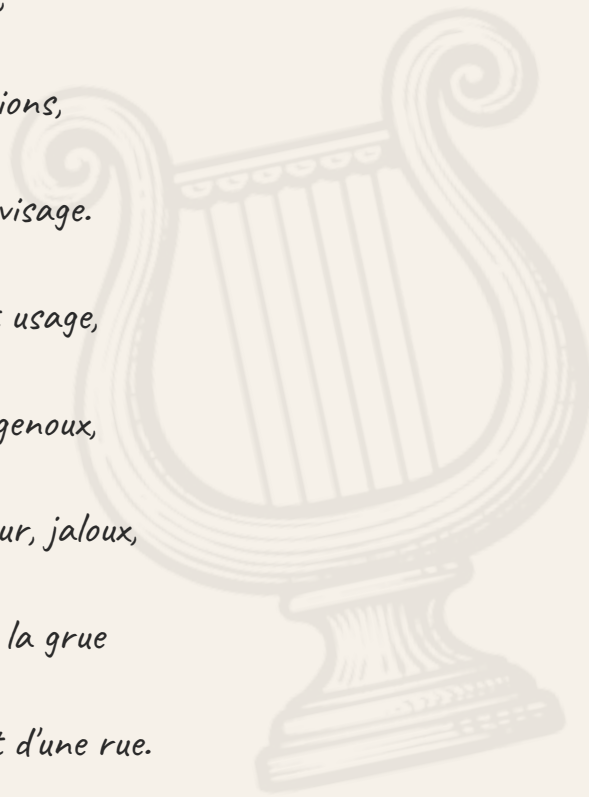 ions,
visage.
usage,
genoux,
ur, jaloux,
la grue
t d'une rue.